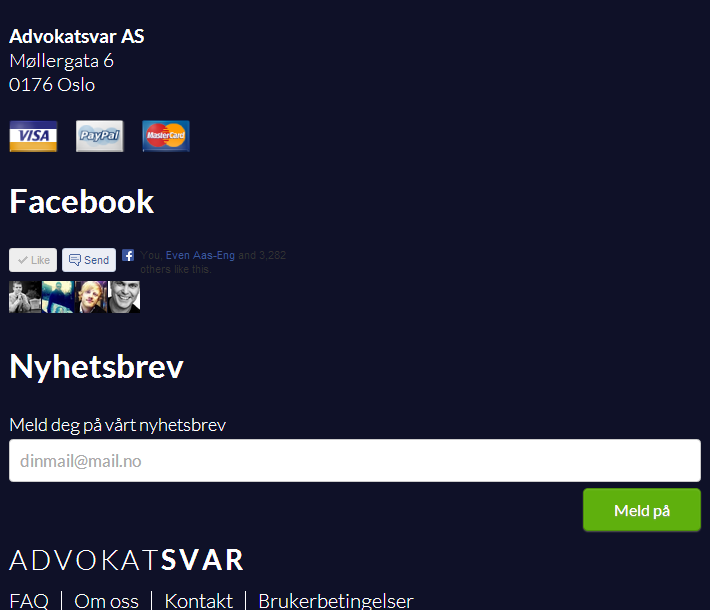 Advokatsvar AS
Møllergata 6
0176 Oslo
VISA PayPal MasterCard
Facebook
Like Send You, Even Aas-Eng and 3,282
others like this.
Nyhetsbrev
Meld deg på vårt nyhetsbrev
dinmail@mail.no
Meld på
ADVOKATSVAR
FAQ | Om oss | Kontakt | Brukerbetingelser